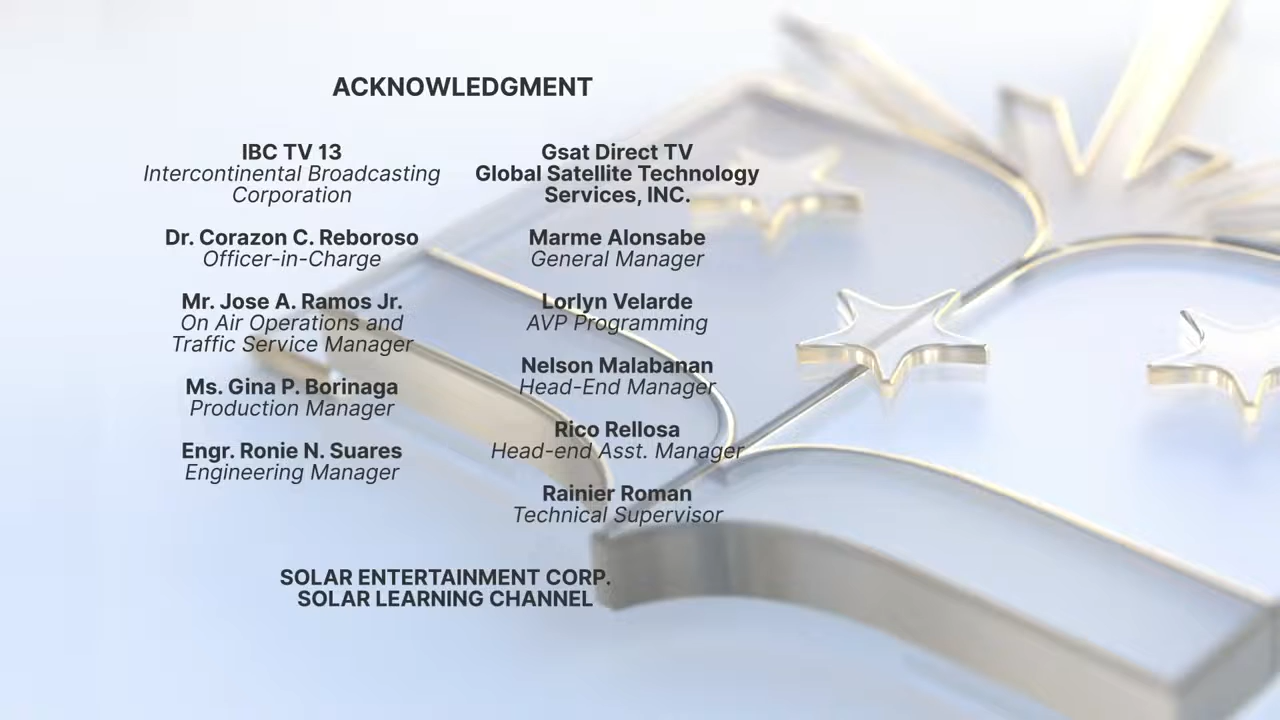 ACKNOWLEDGMENT
IBC TV 13
Intercontinental Broadcasting
Corporation
Dr. Corazon C. Reboroso
Officer-in-Charge
Mr. Jose A. Ramos Jr.
On Air Operations and
Traffic Service Manager
Ms. Gina P. Borinaga
Production Manager
Engr. Ronie N. Suares
Engineering Manager
Gsat Direct TV
Global Satellite Technology
Services, INC.
Marme Alonsabe
General Manager
Lorlyn Velarde
AVP Programming
Nelson Malabanan
Head-End Manager
Rico Rellosa
Head-end Asst. Manager
Rainier Roman
Technical Supervisor
SOLAR ENTERTAINMENT CORP.
SOLAR LEARNING CHANNEL